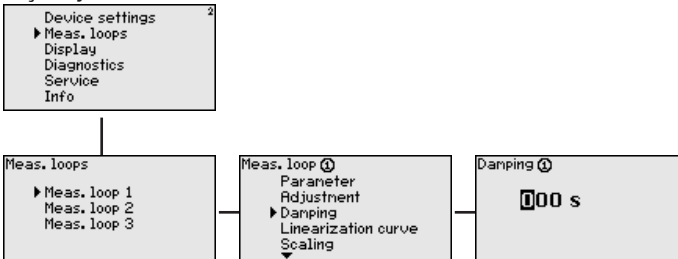 Device settings
2
Meas. loops
Display
Diagnostics
Service
Info
Meas. loops
Meas. loop 1
Meas. loop 2
Meas. loop 3
Meas. loop ①
Parameter
Adjustment
Damping
Linearization curve
Scaling
Damping ①
000 s